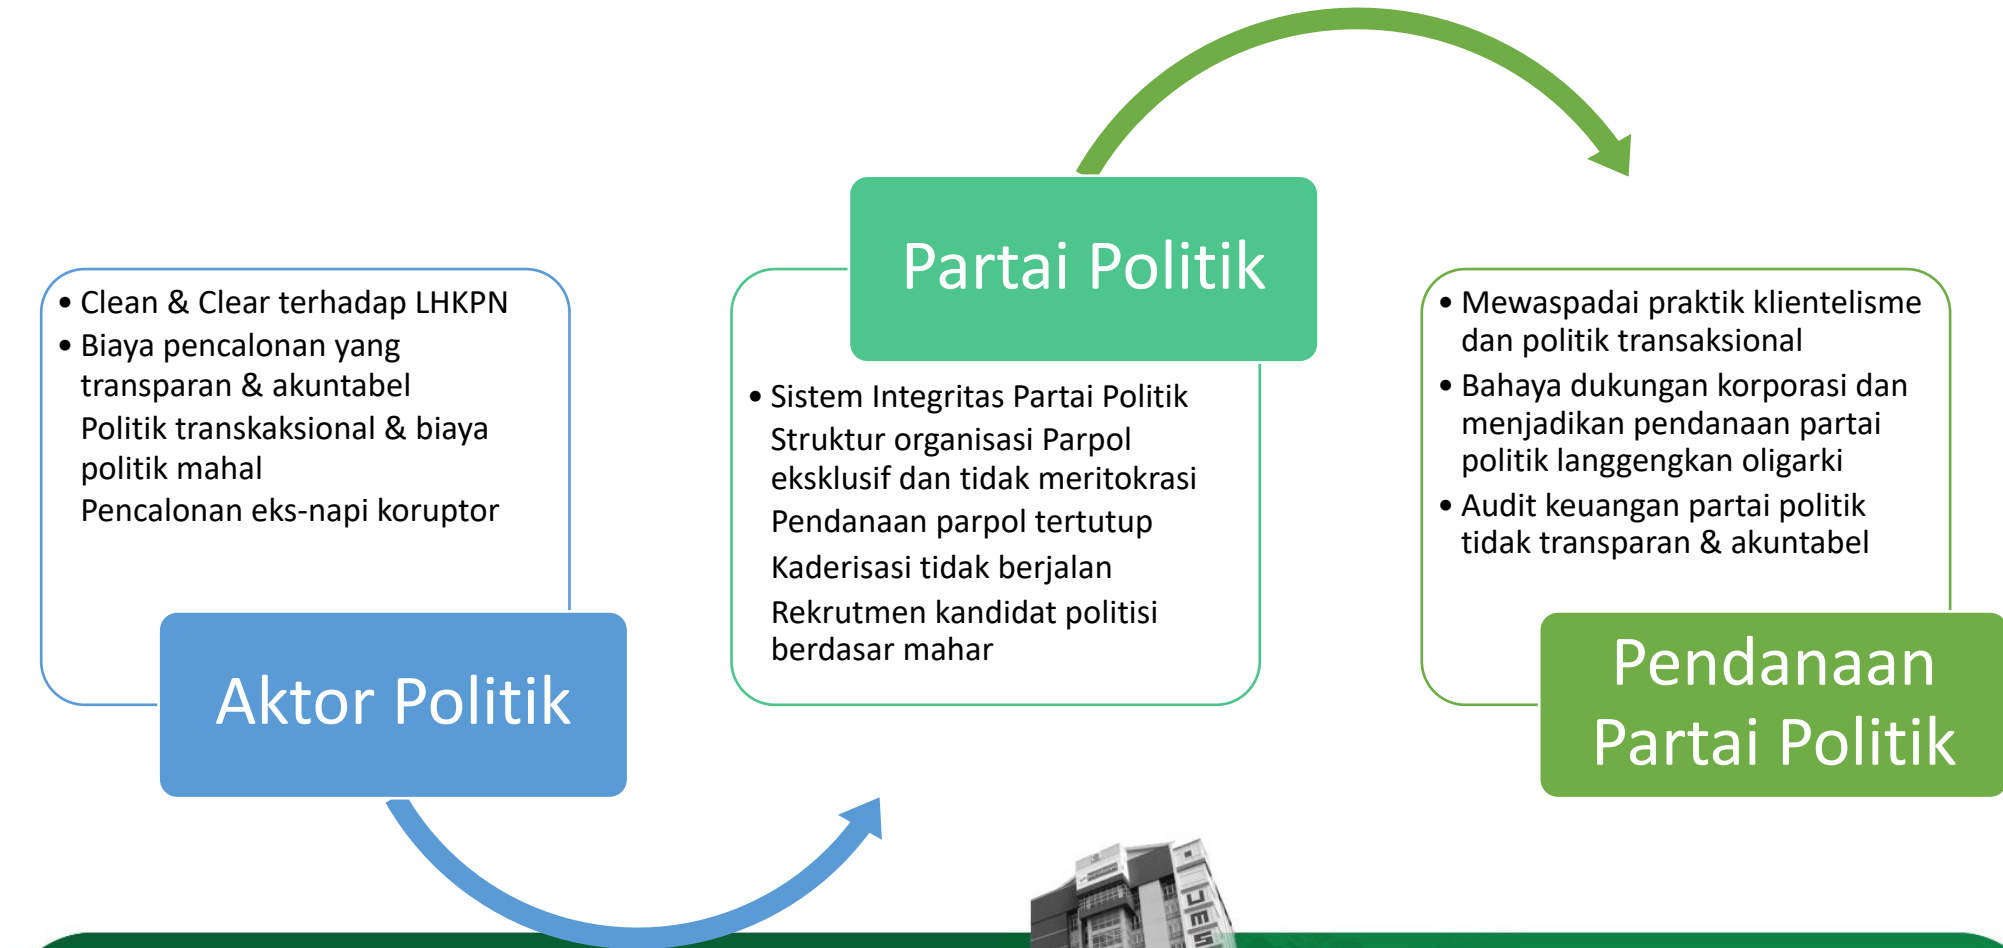 • Clean & Clear terhadap LHKPN
• Biaya pencalonan yang
transparan & akuntabel
Politik transkaksional & biaya
politik mahal
Pencalonan eks-napi koruptor
Aktor Politik
Partai Politik
• Sistem Integritas Partai Politik
Struktur organisasi Parpol
eksklusif dan tidak meritokrasi
Pendanaan parpol tertutup
Kaderisasi tidak berjalan
Rekrutmen kandidat politisi
berdasar mahar
• Mewaspadai praktik klientelisme
dan politik transaksional
• Bahaya dukungan korporasi dan
menjadikan pendanaan partai
politik langgengkan oligarki
• Audit keuangan partai politik
tidak transparan & akuntabel
Pendanaan
Partai Politik